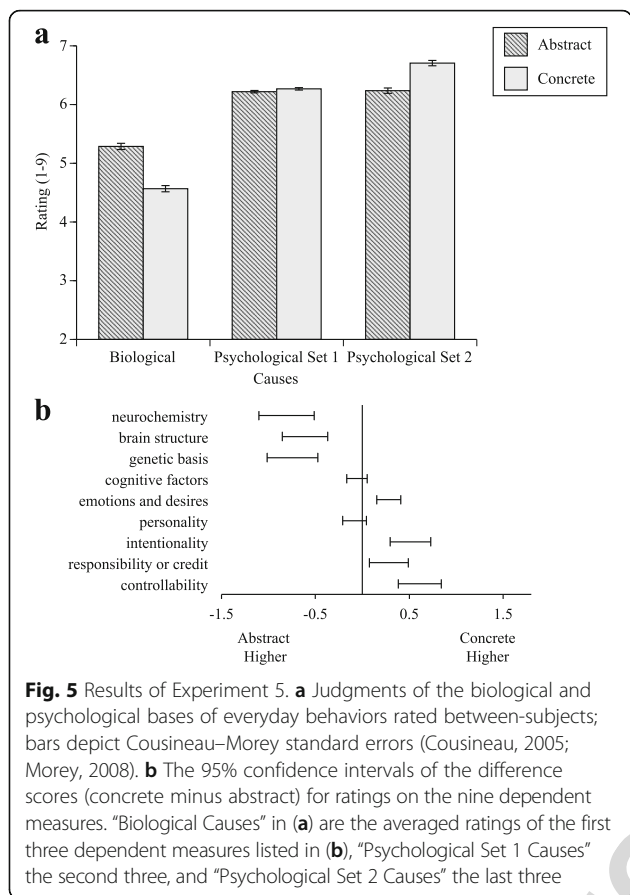 a
7
6
5
4
3
2
Rating (1-9)
Abstract
Concrete
Biological
Psychological Set 1
Psychological Set 2
Causes
b
neurochemistry
brain structure
genetic basis
cognitive factors
emotions and desires
personality
intentionality
responsibility or credit
controllability
-1.5 -0.5 0.5 1.5
Abstract
Higher
Concrete
Higher
Fig. 5 Results of Experiment 5. a Judgments of the biological and
psychological bases of everyday behaviors rated between-subjects;
bars depict Cousineau–Morey standard errors (Cousineau, 2005;
Morey, 2008). b The 95% confidence intervals of the difference
scores (concrete minus abstract) for ratings on the nine dependent
measures. “Biological Causes” in (a) are the averaged ratings of the first
three dependent measures listed in (b), “Psychological Set 1 Causes”
the second three, and “Psychological Set 2 Causes” the last three